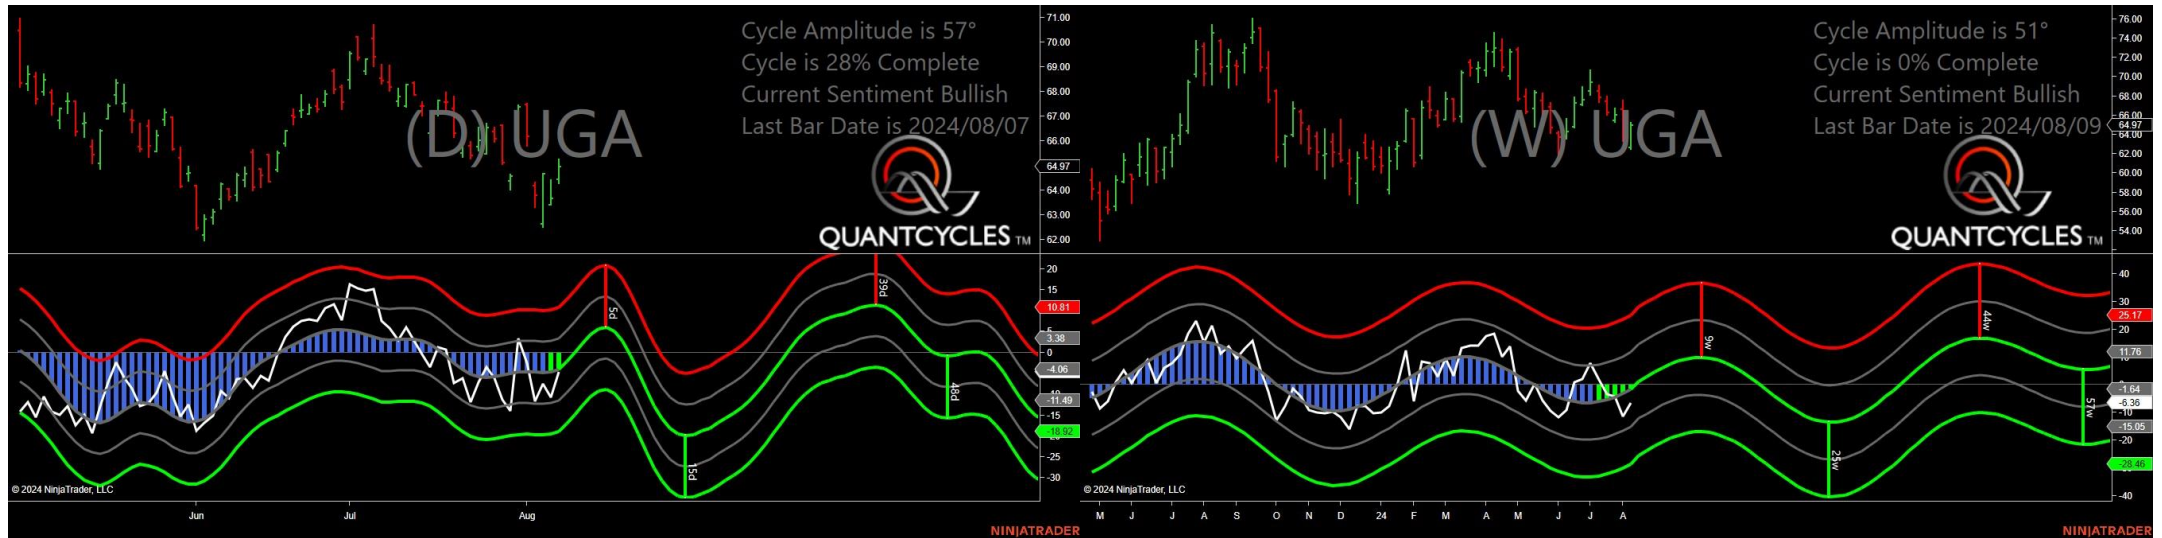 Cycle Amplitude is 57°
Cycle is 28% Complete
Current Sentiment Bullish
Last Bar Date is 2024/08/07
(D) UGA
QUANTCYCLES TM
71.00
70.00
69.00
68.00
67.00
66.00
64.97
64.00
63.00
62.00
5d
39d
15d
48d
20
15
10.81
5
3.38
0
-4.06
-11.49
-15
-18.92
-25
-30
© 2024 NinjaTrader, LLC
Jun
Jul
Aug
NINJATRADER
Cycle Amplitude is 51°
Cycle is 0% Complete
Current Sentiment Bullish
Last Bar Date is 2024/08/09
(W) UGA
QUANTCYCLES TM
76.00
74.00
72.00
70.00
68.00
66.00
64.97
64.00
62.00
60.00
58.00
56.00
54.00
9w
44w
25w
57w
40
30
25.17
20
11.76
-1.64
-6.36
-10
-15.05
-20
-28.46
-40
© 2024 NinjaTrader, LLC
M J J A S O N D 24 F M A M J J A
NINJATRADER